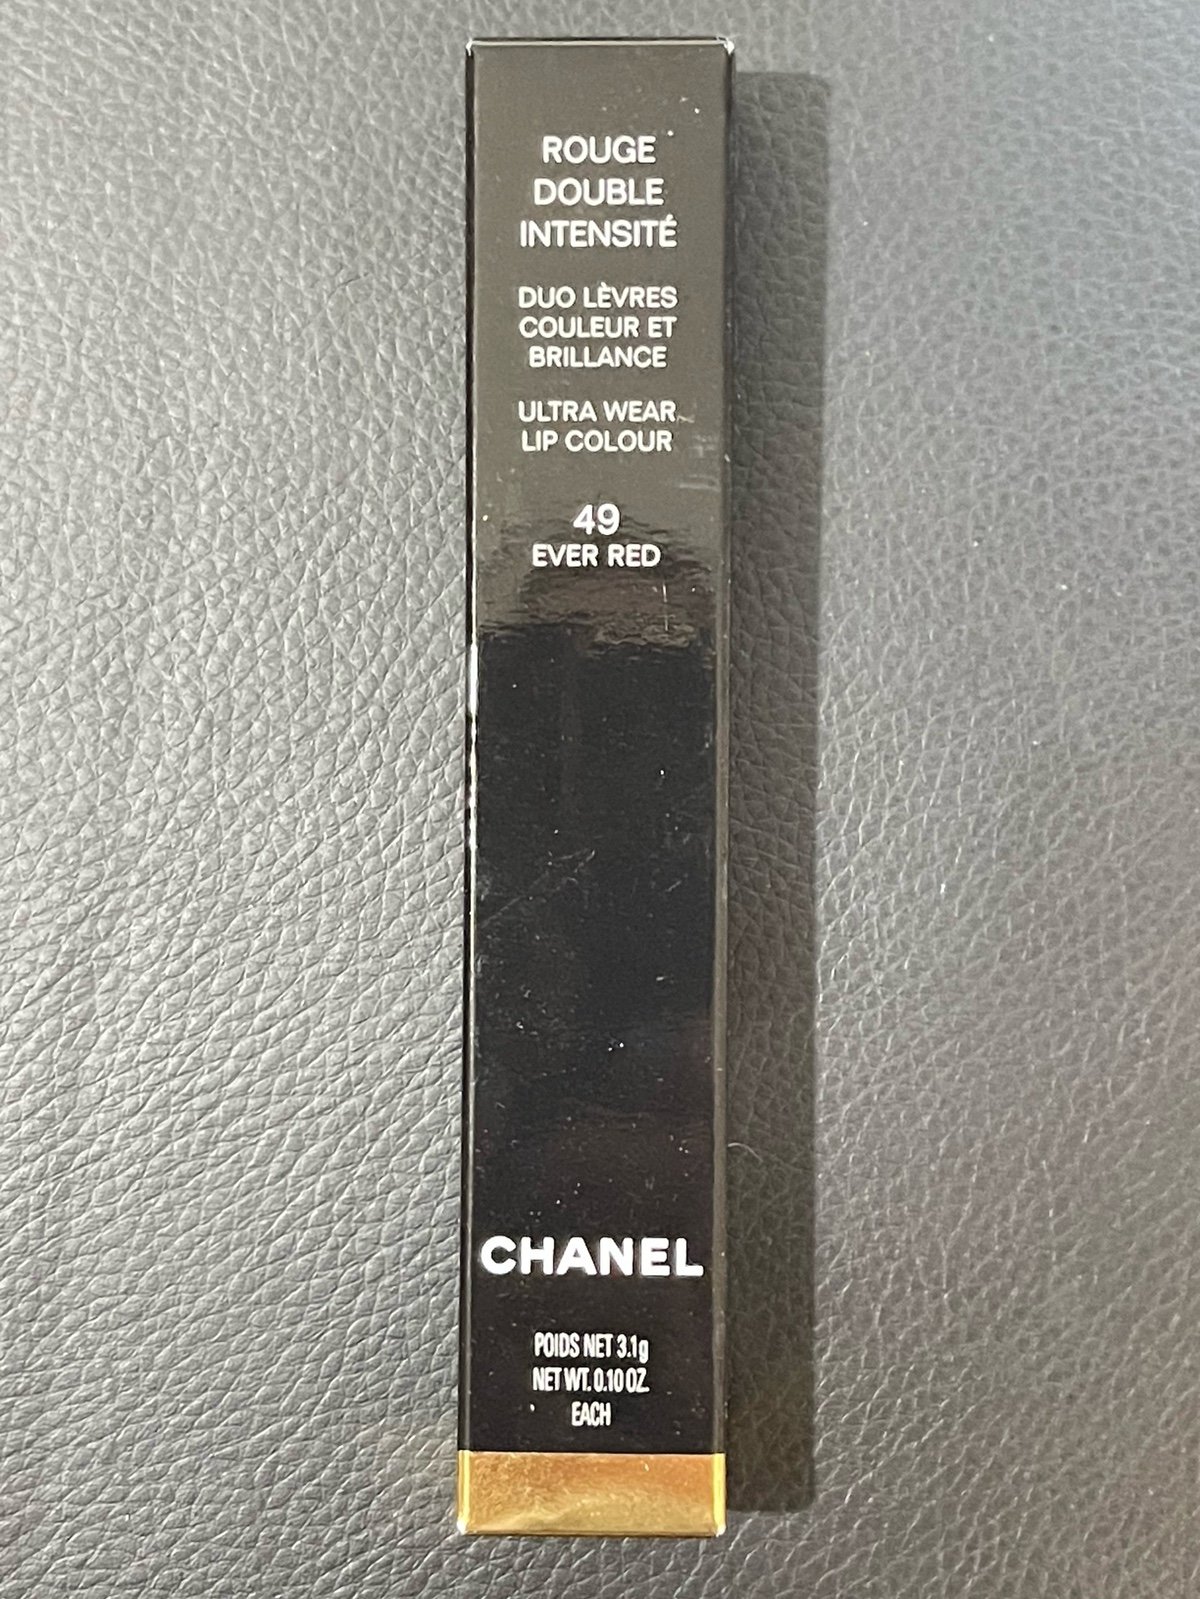 ROUGE
DOUBLE
INTENSITÉ
DUO LÈVRES
COULEUR ET
BRILLANCE
ULTRA WEAR
LIP COLOUR
49
EVER RED
CHANEL
POIDS NET 3.1g
NET WT. 0.10 OZ.
EACH